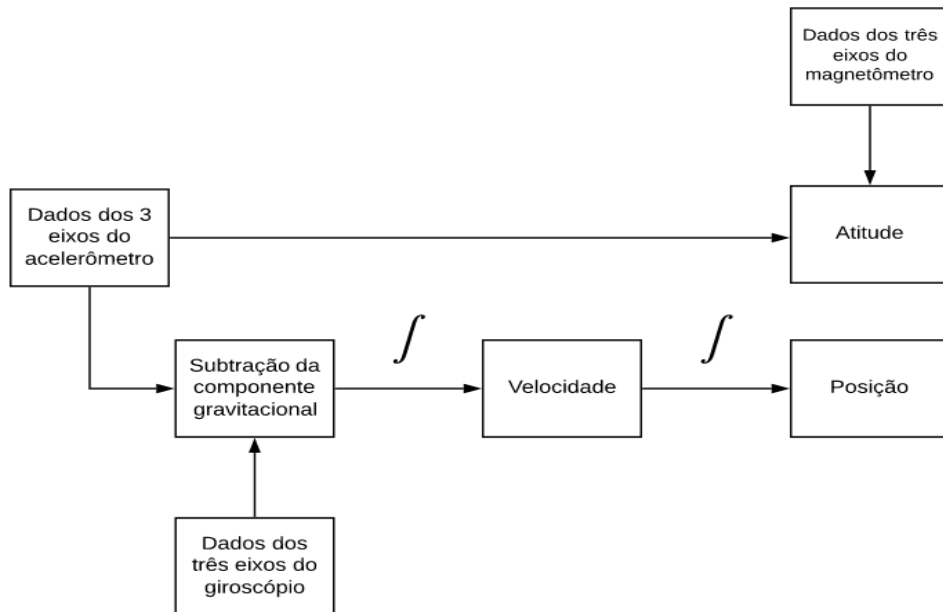 Dados dos três
eixos do
magnetômetro
Dados dos 3
eixos do
acelerômetro
Atitude
∫
∫
Subtração da
componente
gravitacional
Velocidade
Posição
Dados dos
três eixos do
giroscópio